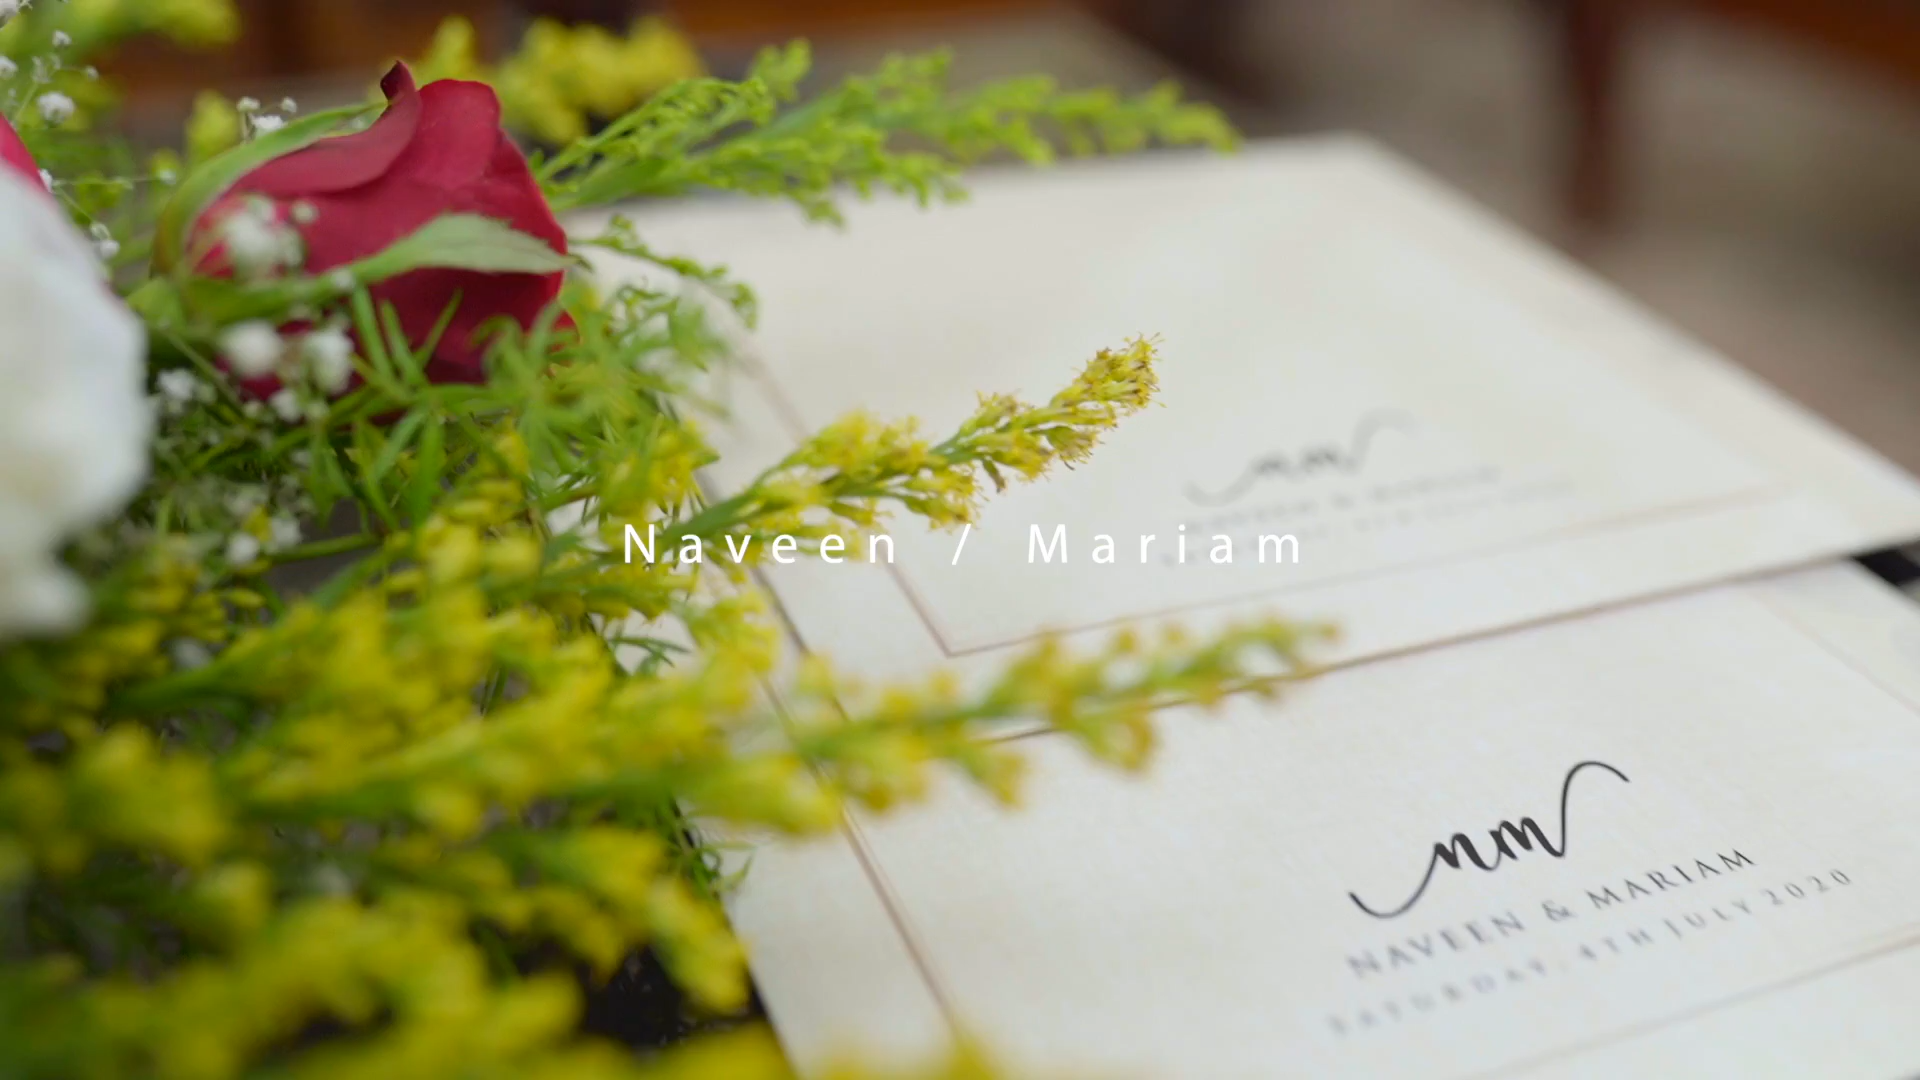 Naveen / Mariam
nm
NAVEEN & MARIAM
SATURDAY, 4TH JULY 2020